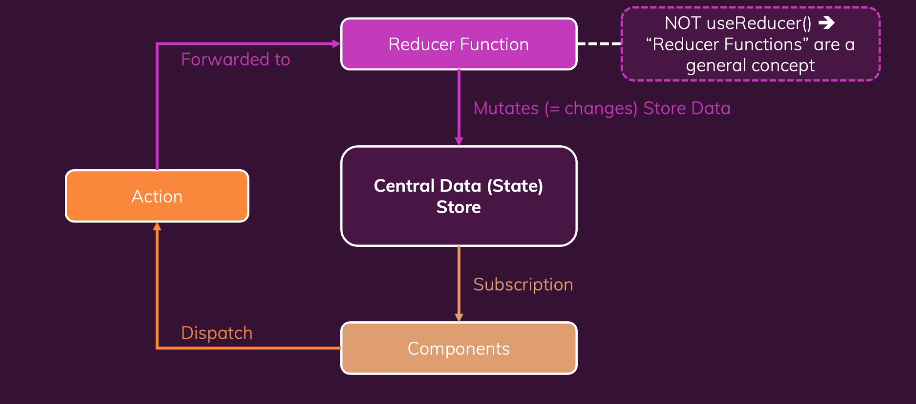 Reducer Function
NOT useReducer() ➔
“Reducer Functions” are a
general concept
Forwarded to
Mutates (= changes) Store Data
Action
Central Data (State)
Store
Subscription
Dispatch
Components